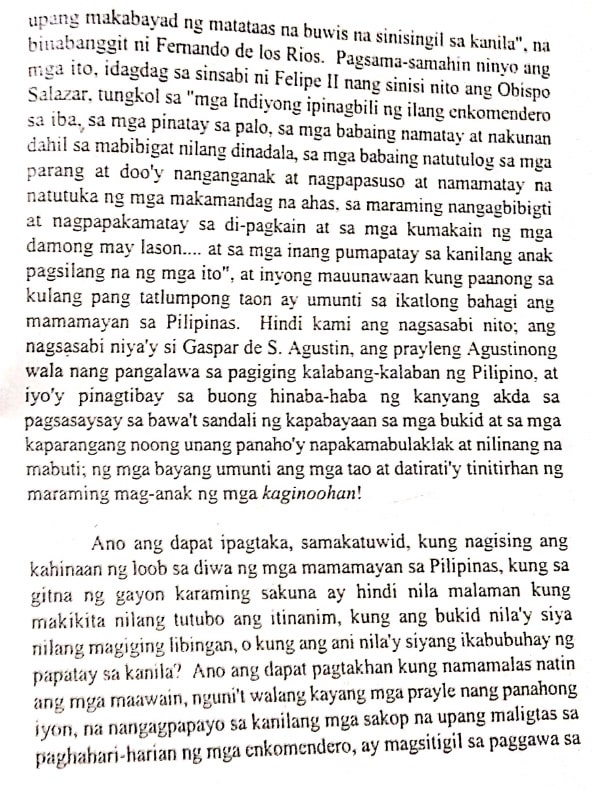 upang makabayad ng matataas na buwis na sinisingil sa kanila", na
binabanggit ni Fernando de los Rios. Pagsama-samahin ninyo ang
mga ito, idagdag sa sinsabi ni Felipe II nang sinisi nito ang Obispo
Salazar, tungkol sa "mga Indiyong ipinagbili ng ilang enkomendero
sa iba, sa mga pinatay sa palo, sa mga babaing namatay at nakunan
dahil sa mabibigat nilang dinadala, sa mga babaing natutulog sa mga
parang at doo'y nanganganak at nagpapasuso at namamatay na
natutuka ng mga makamandag na ahas, sa maraming nangagbibigti
at nagpapakamatay sa di-pagkain at sa mga kumakain ng mga
damong may lason.... at sa mga inang pumapatay sa kanilang anak
pagsilang na ng mga ito", at inyong mauunawaan kung paanong sa
kulang pang tatlumpong taon ay umunti sa ikatlong bahagi ang
mamamayan sa Pilipinas. Hindi kami ang nagsasabi nito; ang
nagsasabi niya'y si Gaspar de S. Agustin, ang prayleng Agustinong
wala nang pangalawa sa pagiging kalabang-kalaban ng Pilipino, at
iyo'y pinagtibay sa buong hinaba-haba ng kanyang akda sa
pagsasaysay sa bawa't sandali ng kapabayaan sa mga bukid at sa mga
kaparangang noong unang panaho'y napakamabulaklak at nilinang na
mabuti; ng mga bayang umunti ang mga tao at datirati'y tinitirhan ng
maraming mag-anak ng mga kaginoohan!
Ano ang dapat ipagtaka, samakatuwid, kung nagising ang
kahinaan ng loob sa diwa ng mga mamamayan sa Pilipinas, kung sa
gitna ng gayon karaming sakuna ay hindi nila malaman kung
makikita nilang tutubo ang itinanim, kung ang bukid nila'y siya
nilang magiging libingan, o kung ang ani nila'y siyang ikabubuhay ng
papatay sa kanila? Ano ang dapat pagtakhan kung namamalas natin
ang mga maawain, nguni't walang kayang mga prayle nang panahong
iyon, na nangagpapayo sa kanilang mga sakop na upang maligtas sa
paghahari-harian ng mga enkomendero, ay magsitigil sa paggawa sa